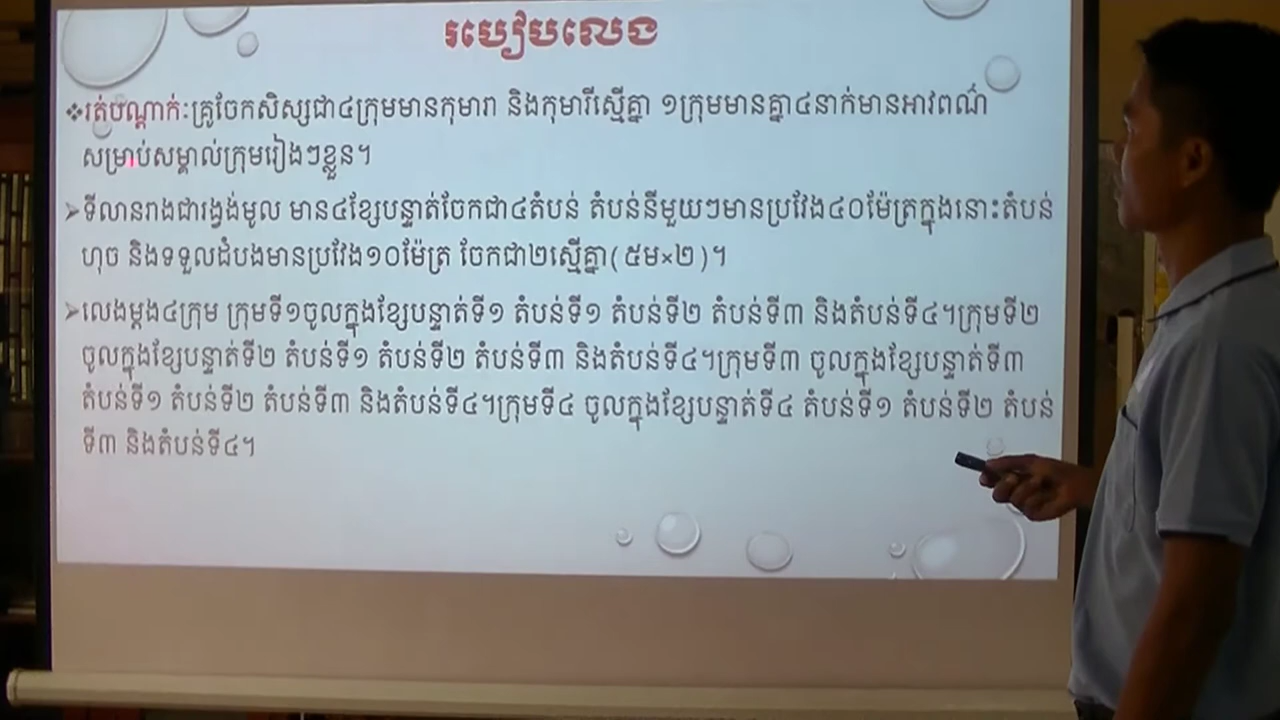 របៀបលេង
❖រត់បណ្តាក់ៈគ្រូចែកសិស្សជា៤ក្រុមមានកុមារា និងកុមារីស្មើគ្នា ១ក្រុមមានគ្នា៤នាក់មានអាវពណ៌
សម្រាប់សម្គាល់ក្រុមរៀងៗខ្លួន។
➢ទីលានរាងជារង្វង់មូល មាន៤ខ្សែបន្ទាត់ចែកជា៤តំបន់ តំបន់នីមួយៗមានប្រវែង៤០ម៉ែត្រក្នុងនោះតំបន់
ហុច និងទទួលដំបងមានប្រវែង១០ម៉ែត្រ ចែកជា២ស្មើគ្នា(៥ម×២)។
➢លេងម្តង៤ក្រុម ក្រុមទី១ចូលក្នុងខ្សែបន្ទាត់ទី១ តំបន់ទី១ តំបន់ទី២ តំបន់ទី៣ និងតំបន់ទី៤។ក្រុមទី២
ចូលក្នុងខ្សែបន្ទាត់ទី២ តំបន់ទី១ តំបន់ទី២ តំបន់ទី៣ និងតំបន់ទី៤។ក្រុមទី៣ ចូលក្នុងខ្សែបន្ទាត់ទី៣
តំបន់ទី១ តំបន់ទី២ តំបន់ទី៣ និងតំបន់ទី៤។ក្រុមទី៤ ចូលក្នុងខ្សែបន្ទាត់ទី៤ តំបន់ទី១ តំបន់ទី២ តំបន់
ទី៣ និងតំបន់ទី៤។